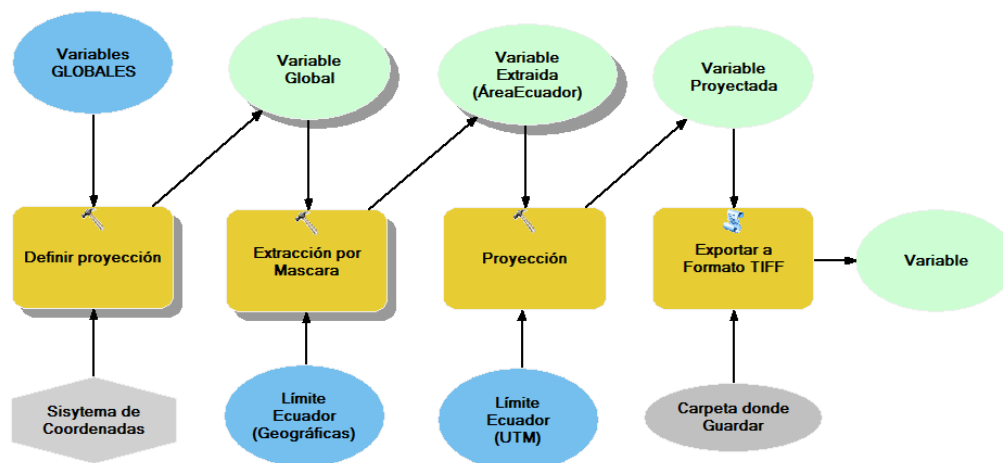 Variables
GLOBALES
Variable
Global
Variable
Extraida
(ÁreaEcuador)
Variable
Proyectada
Definir proyección
Extracción por
Mascara
Proyección
Exportar a
Formato TIFF
Variable
Sisytema de
Coordenadas
Límite
Ecuador
(Geográficas)
Límite
Ecuador
(UTM)
Carpeta donde
Guardar